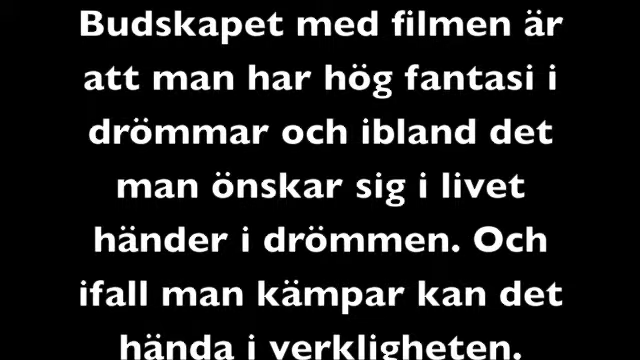 Budskapet med filmen är
att man har hög fantasi i
drömmar och ibland det
man önskar sig i livet
händer i drömmen. Och
ifall man kämpar kan det
hända i verkligheten.